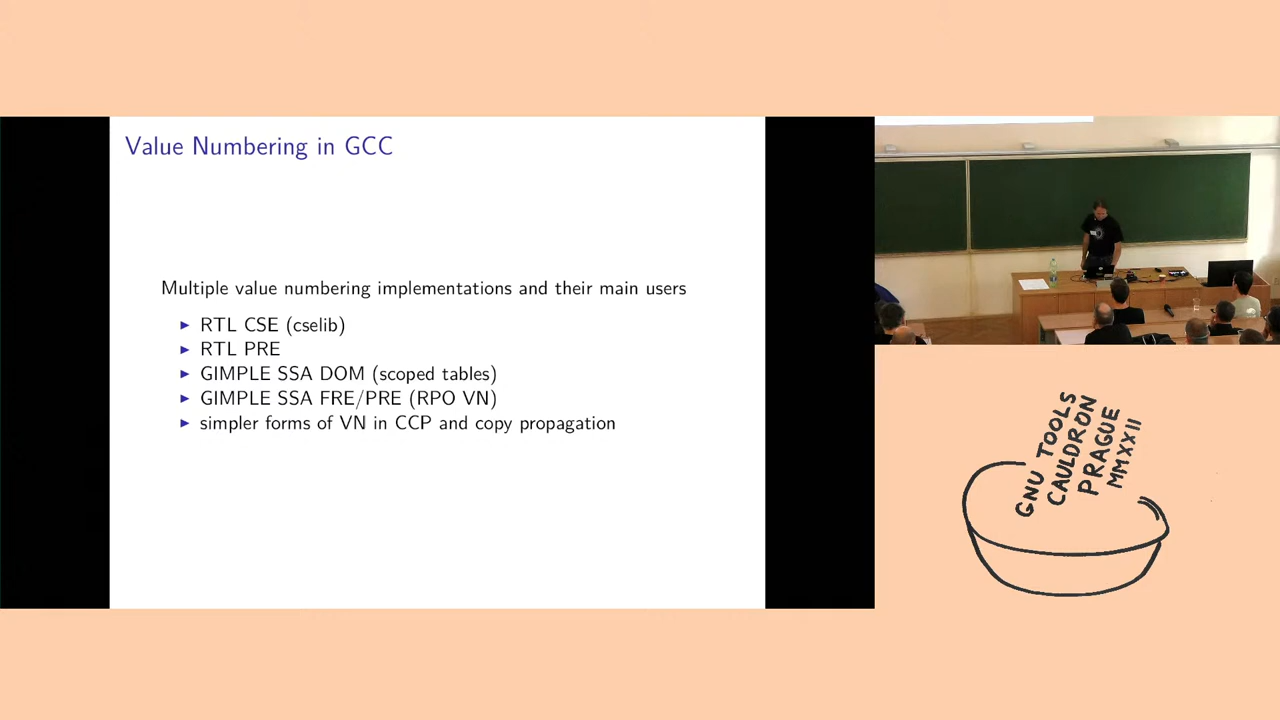 Value Numbering in GCC
Multiple value numbering implementations and their main users
▶ RTL CSE (cselib)
▶ RTL PRE
▶ GIMPLE SSA DOM (scoped tables)
▶ GIMPLE SSA FRE/PRE (RPO VN)
▶ simpler forms of VN in CCP and copy propagation
GNU TOOLS
CAULDRON
PRAGUE
MMXXII